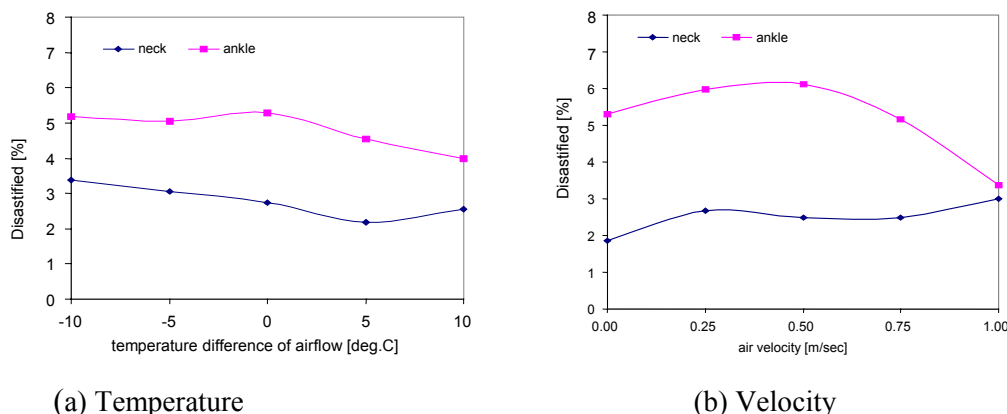 8
7
6
5
4
3
2
1
0
neck
ankle
Disastified [%]
-10 -5 0 5 10
temperature difference of airflow [deg.C]
(a) Temperature
8
7
6
5
4
3
2
1
0
neck
ankle
Disastified [%]
0.00 0.25 0.50 0.75 1.00
air velocity [m/sec]
(b) Velocity